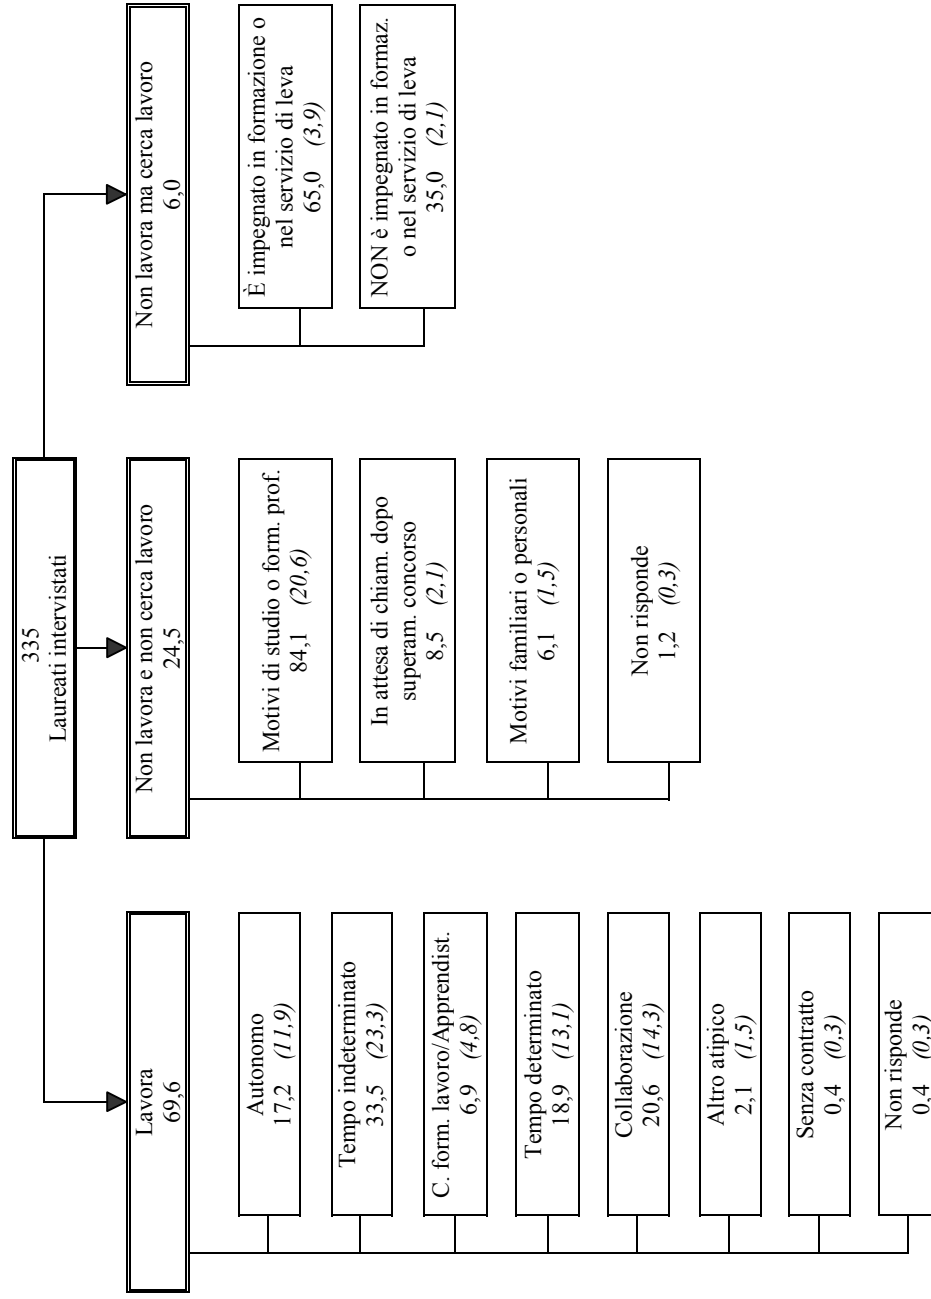 335
Laureati intervistati
Lavora
69,6
Autonomo
17,2 (11,9)
Tempo indeterminato
33,5 (23,3)
C. form. lavoro/Apprendist.
6,9 (4,8)
Tempo determinato
18,9 (13,1)
Collaborazione
20,6 (14,3)
Altro atipico
2,1 (1,5)
Senza contratto
0,4 (0,3)
Non risponde
0,4 (0,3)
Non lavora e non cerca lavoro
24,5
Motivi di studio o form. prof.
84,1 (20,6)
In attesa di chiam. dopo
superam. concorso
8,5 (2,1)
Motivi familiari o personali
6,1 (1,5)
Non risponde
1,2 (0,3)
Non lavora ma cerca lavoro
6,0
È impegnato in formazione o
nel servizio di leva
65,0 (3,9)
NON è impegnato in formaz.
o nel servizio di leva
35,0 (2,1)